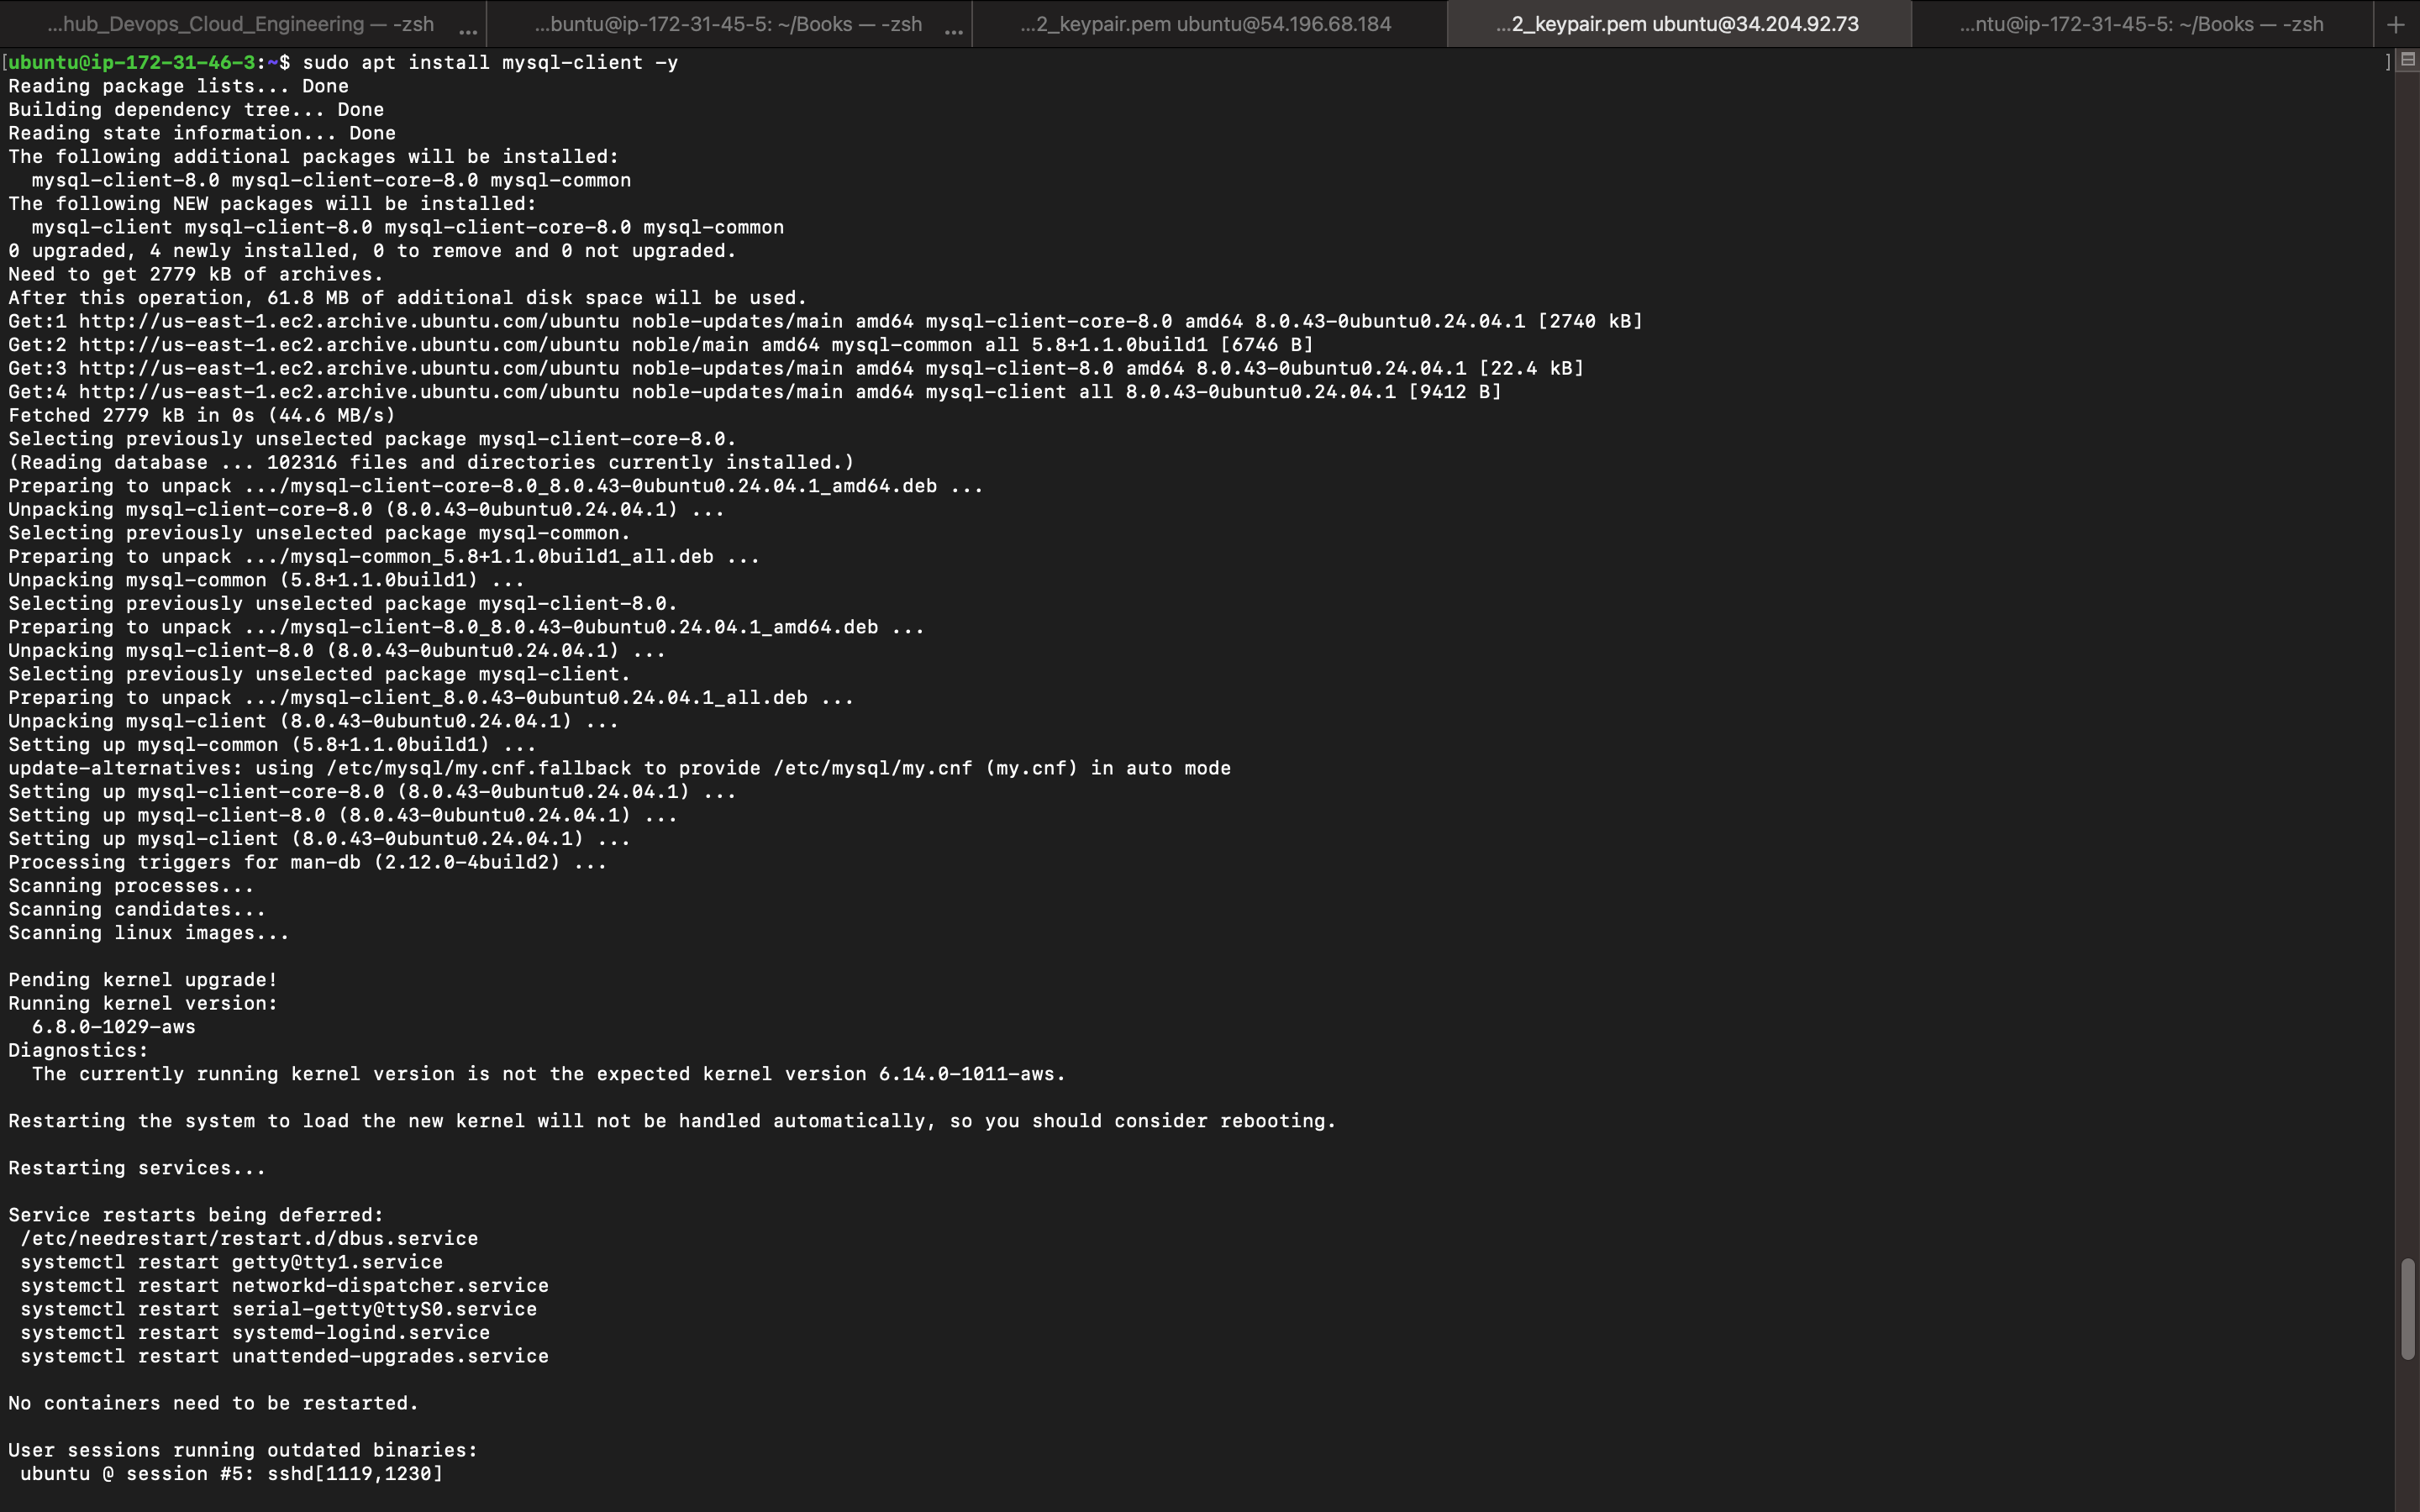 ...hub_Devops_Cloud_Engineering — -zsh ...
...buntu@ip-172-31-45-5: ~/Books — -zsh ...
...2_keypair.pem ubuntu@54.196.68.184
...2_keypair.pem ubuntu@34.204.92.73
...ntu@ip-172-31-45-5: ~/Books — -zsh
+
[ubuntu@ip-172-31-46-3:~$ sudo apt install mysql-client -y ]
Reading package lists... Done
Building dependency tree... Done
Reading state information... Done
The following additional packages will be installed:
  mysql-client-8.0 mysql-client-core-8.0 mysql-common
The following NEW packages will be installed:
  mysql-client mysql-client-8.0 mysql-client-core-8.0 mysql-common
0 upgraded, 4 newly installed, 0 to remove and 0 not upgraded.
Need to get 2779 kB of archives.
After this operation, 61.8 MB of additional disk space will be used.
Get:1 http://us-east-1.ec2.archive.ubuntu.com/ubuntu noble-updates/main amd64 mysql-client-core-8.0 amd64 8.0.43-0ubuntu0.24.04.1 [2740 kB]
Get:2 http://us-east-1.ec2.archive.ubuntu.com/ubuntu noble/main amd64 mysql-common all 5.8+1.1.0build1 [6746 B]
Get:3 http://us-east-1.ec2.archive.ubuntu.com/ubuntu noble-updates/main amd64 mysql-client-8.0 amd64 8.0.43-0ubuntu0.24.04.1 [22.4 kB]
Get:4 http://us-east-1.ec2.archive.ubuntu.com/ubuntu noble-updates/main amd64 mysql-client all 8.0.43-0ubuntu0.24.04.1 [9412 B]
Fetched 2779 kB in 0s (44.6 MB/s)
Selecting previously unselected package mysql-client-core-8.0.
(Reading database ... 102316 files and directories currently installed.)
Preparing to unpack .../mysql-client-core-8.0_8.0.43-0ubuntu0.24.04.1_amd64.deb ...
Unpacking mysql-client-core-8.0 (8.0.43-0ubuntu0.24.04.1) ...
Selecting previously unselected package mysql-common.
Preparing to unpack .../mysql-common_5.8+1.1.0build1_all.deb ...
Unpacking mysql-common (5.8+1.1.0build1) ...
Selecting previously unselected package mysql-client-8.0.
Preparing to unpack .../mysql-client-8.0_8.0.43-0ubuntu0.24.04.1_amd64.deb ...
Unpacking mysql-client-8.0 (8.0.43-0ubuntu0.24.04.1) ...
Selecting previously unselected package mysql-client.
Preparing to unpack .../mysql-client_8.0.43-0ubuntu0.24.04.1_all.deb ...
Unpacking mysql-client (8.0.43-0ubuntu0.24.04.1) ...
Setting up mysql-common (5.8+1.1.0build1) ...
update-alternatives: using /etc/mysql/my.cnf.fallback to provide /etc/mysql/my.cnf (my.cnf) in auto mode
Setting up mysql-client-core-8.0 (8.0.43-0ubuntu0.24.04.1) ...
Setting up mysql-client-8.0 (8.0.43-0ubuntu0.24.04.1) ...
Setting up mysql-client (8.0.43-0ubuntu0.24.04.1) ...
Processing triggers for man-db (2.12.0-4build2) ...
Scanning processes...
Scanning candidates...
Scanning linux images...
Pending kernel upgrade!
Running kernel version:
  6.8.0-1029-aws
Diagnostics:
  The currently running kernel version is not the expected kernel version 6.14.0-1011-aws.
Restarting the system to load the new kernel will not be handled automatically, so you should consider rebooting.
Restarting services...
Service restarts being deferred:
 /etc/needrestart/restart.d/dbus.service
 systemctl restart getty@tty1.service
 systemctl restart networkd-dispatcher.service
 systemctl restart serial-getty@ttyS0.service
 systemctl restart systemd-logind.service
 systemctl restart unattended-upgrades.service
No containers need to be restarted.
User sessions running outdated binaries:
 ubuntu @ session #5: sshd[1119,1230]